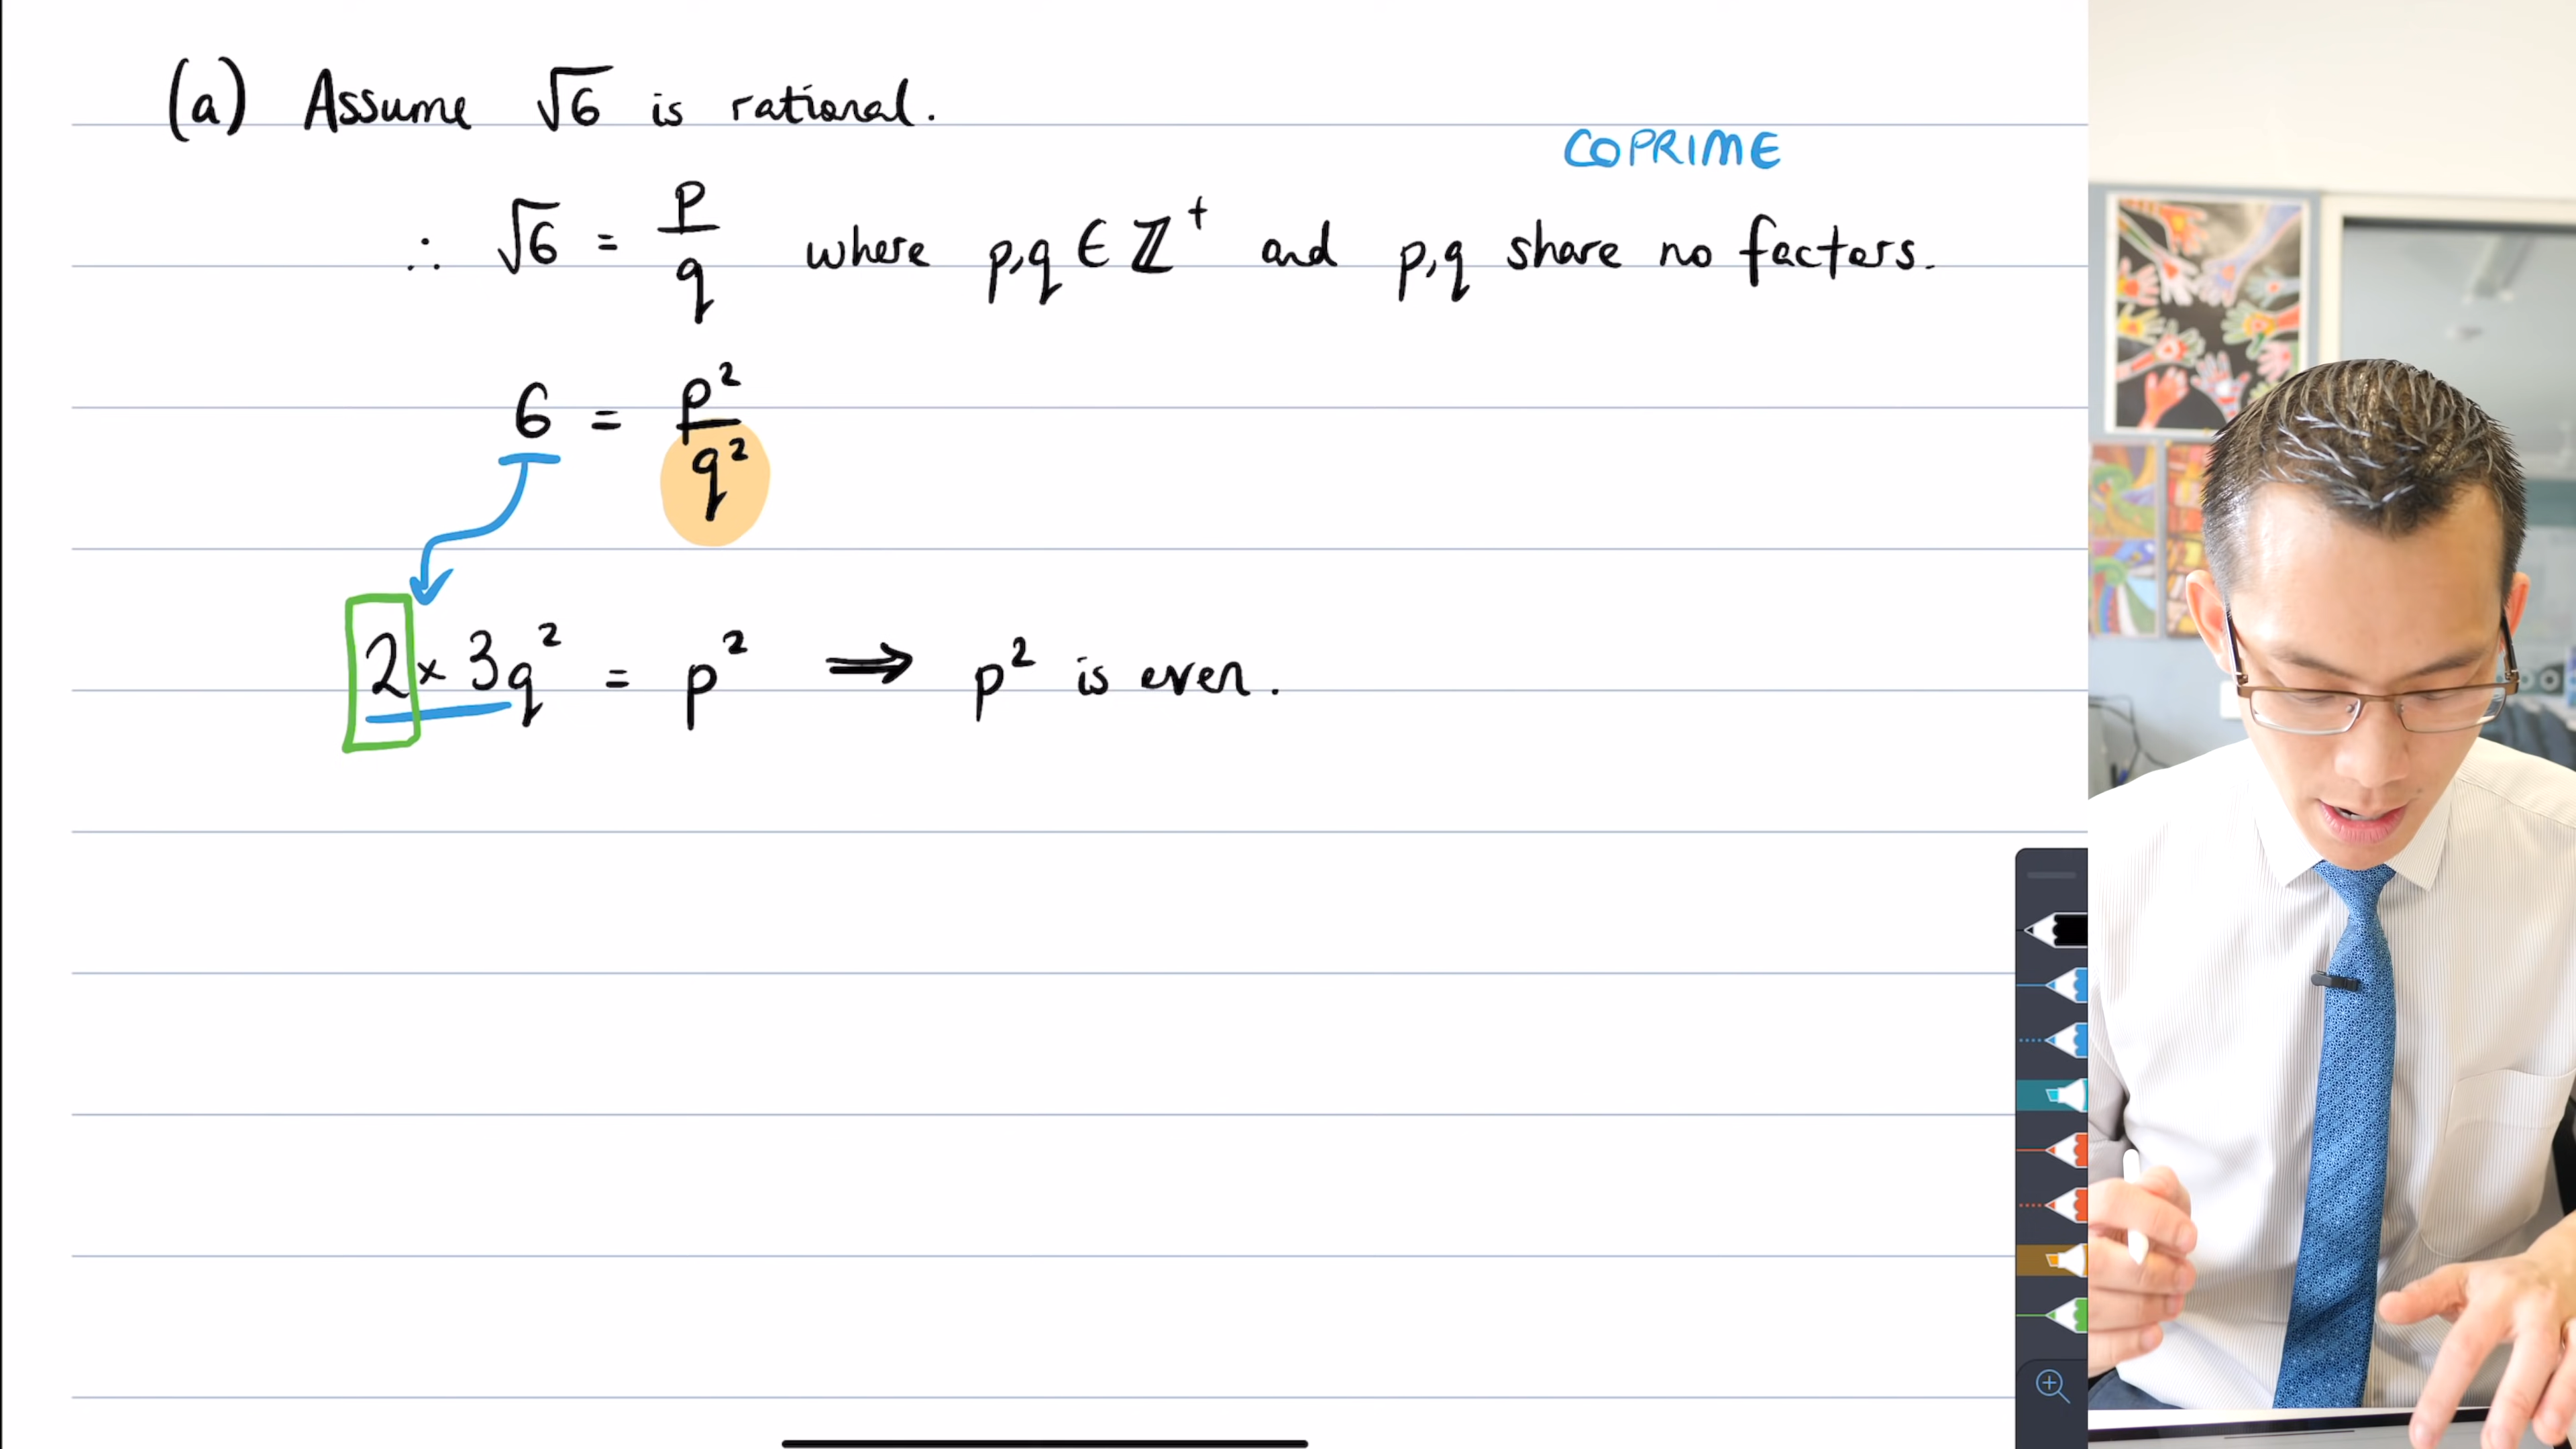 (a) Assume √6 is rational.
COPRIME
∴ √6 = p/q where p,q ∈ ℤ⁺ and p,q share no factors.
6 = p²/q²
2 × 3q² = p² ⟹ p² is even.